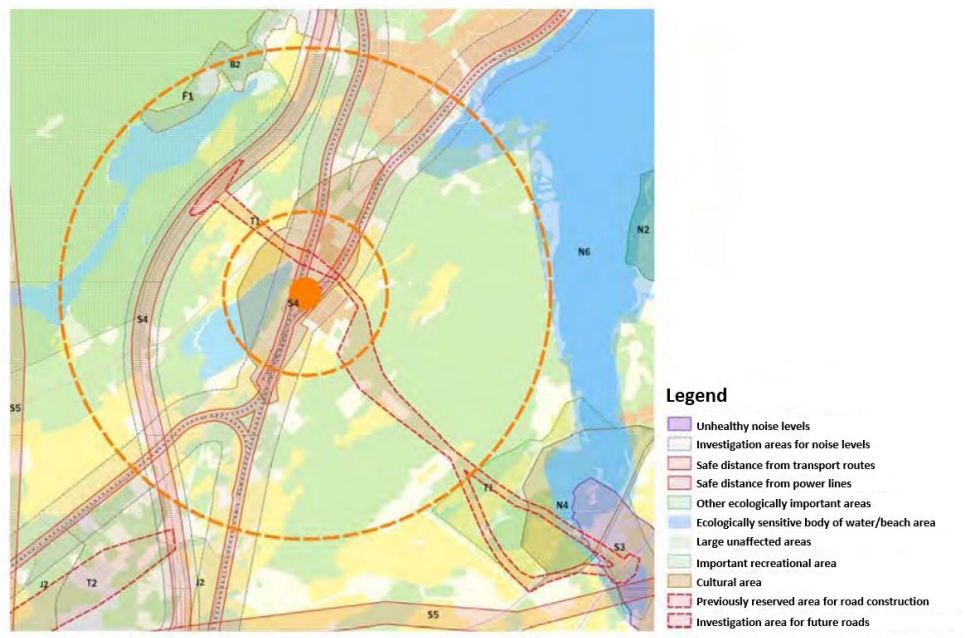 B2
F1
N2
T1
N6
S4
S4
S5
Legend
Unhealthy noise levels
Investigation areas for noise levels
Safe distance from transport routes
Safe distance from power lines
T1
Other ecologically important areas
N4
Ecologically sensitive body of water/beach area
Large unaffected areas
S3
Important recreational area
J2
T2
J2
Cultural area
Previously reserved area for road construction
S5
Investigation area for future roads